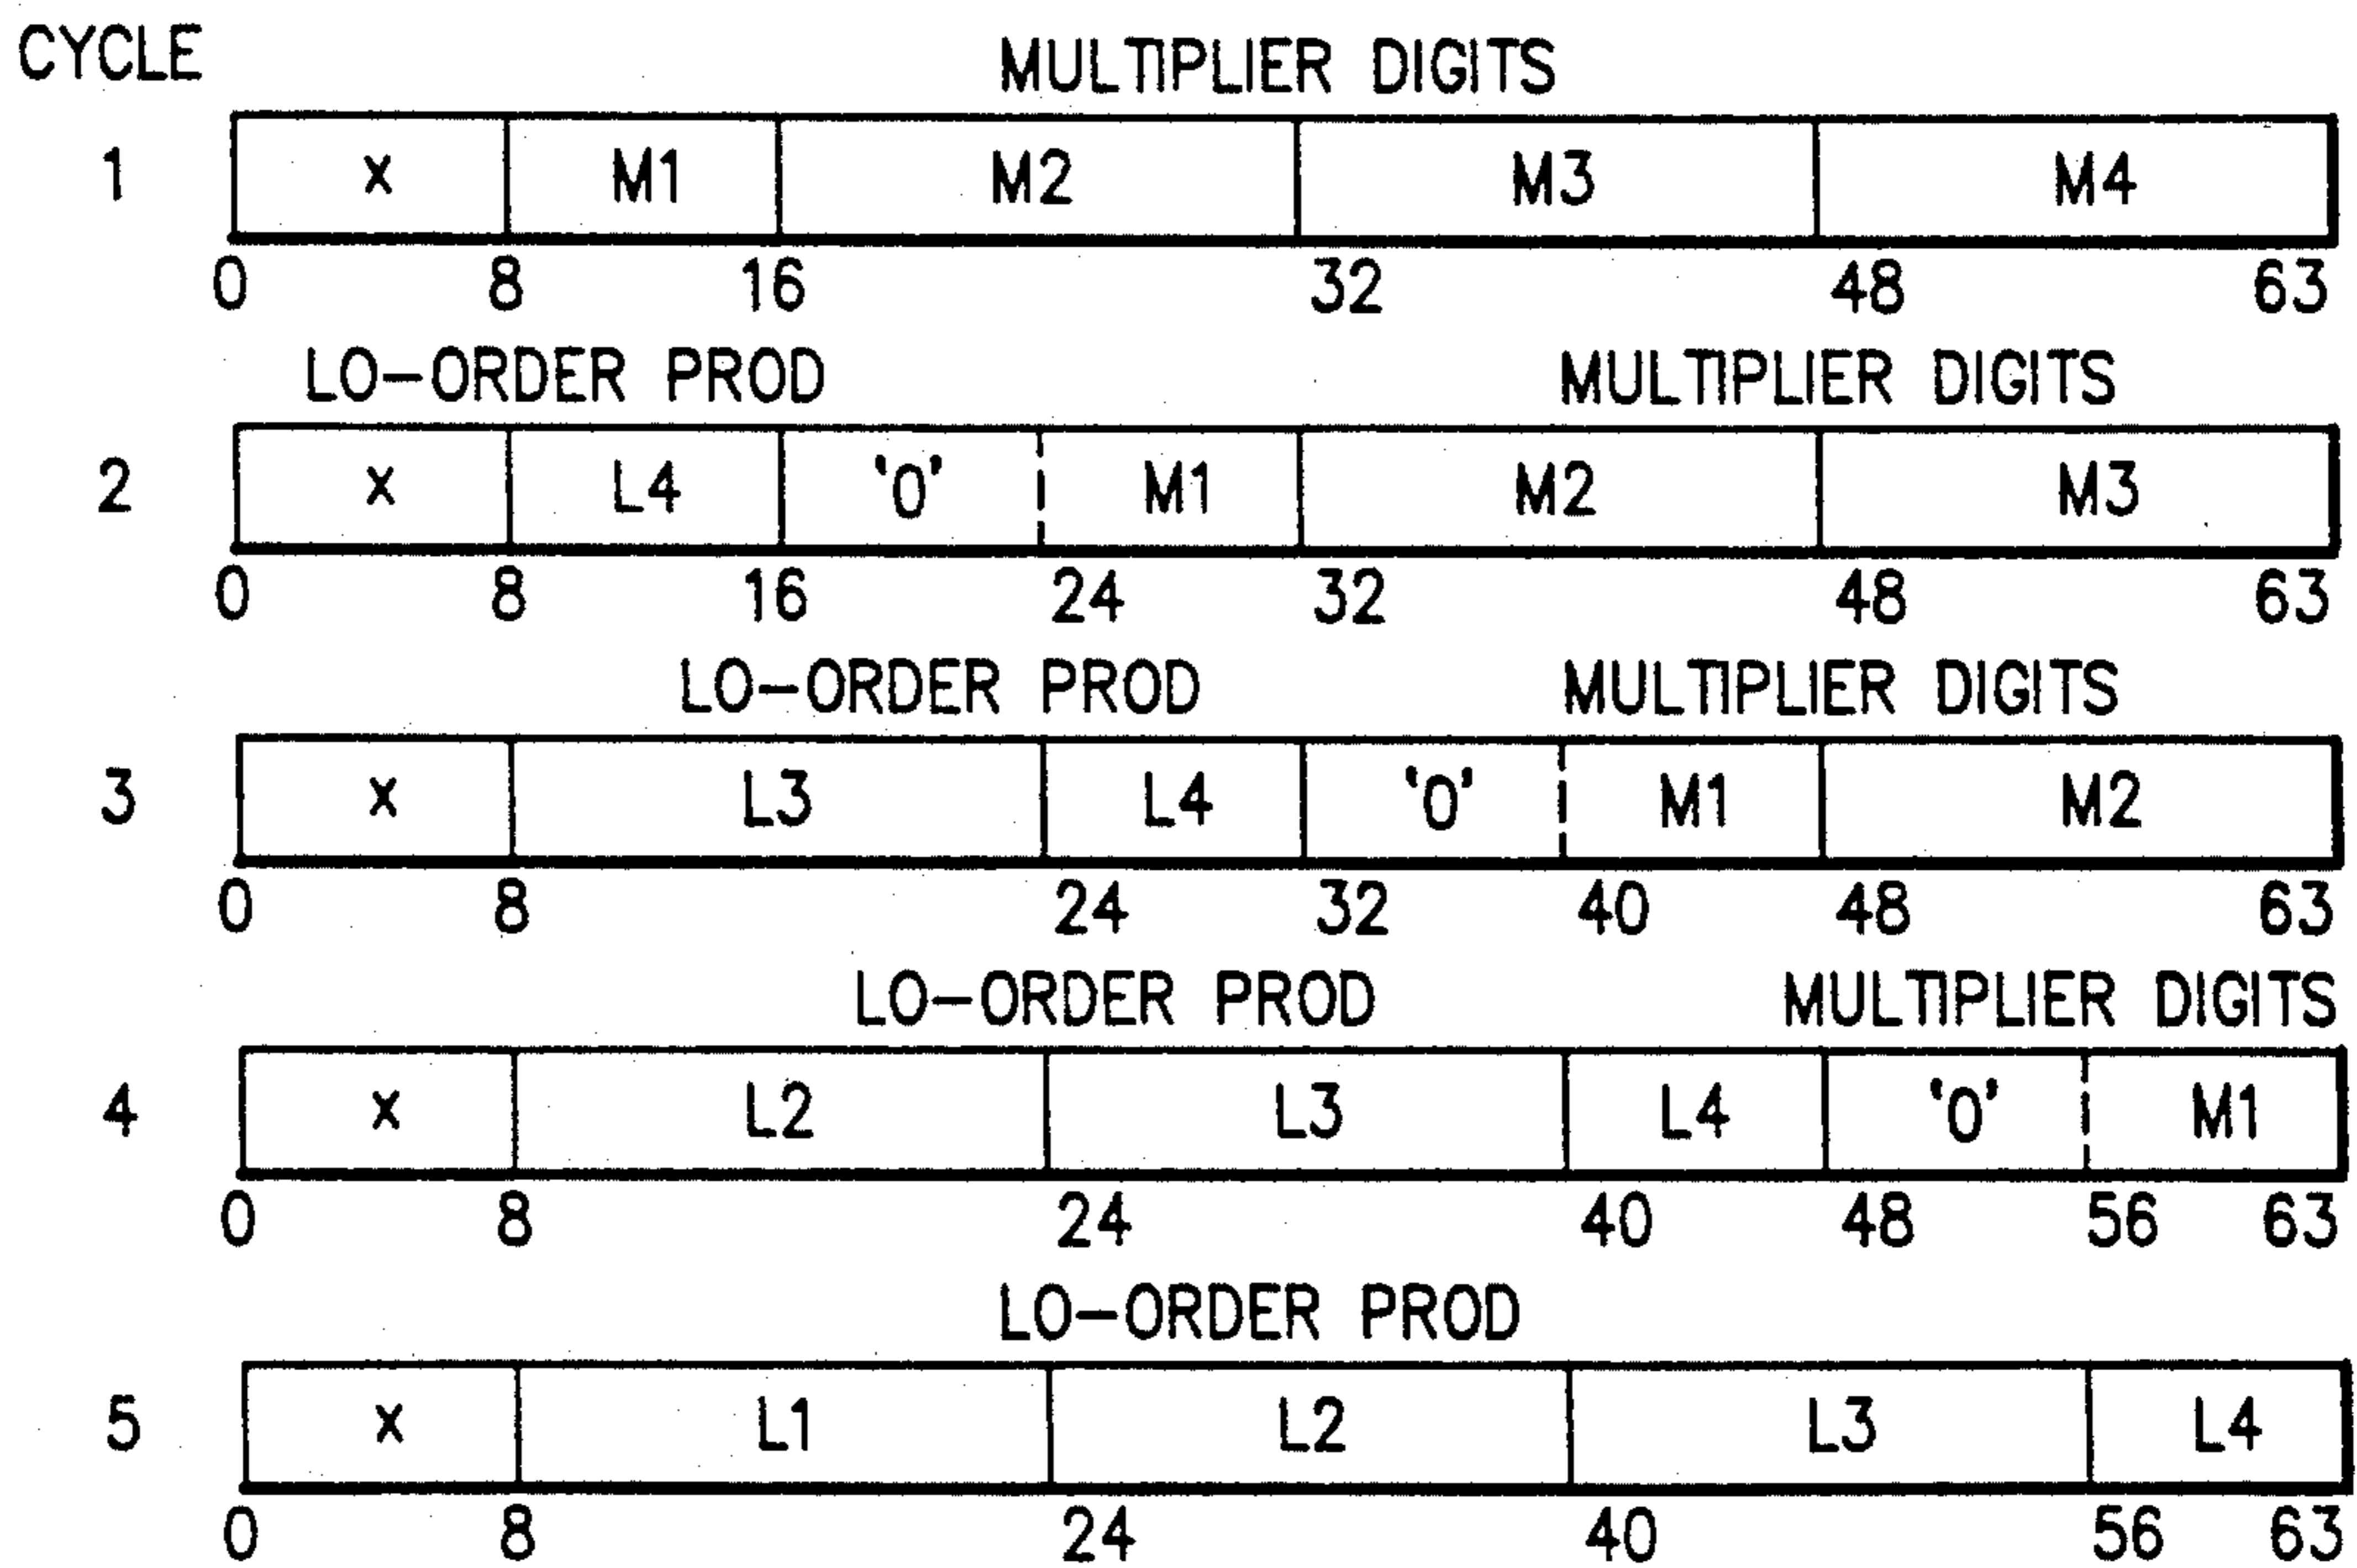 CYCLE MULTIPLIER DIGITS
1 X M1 M2 M3 M4
0 8 16 32 48 63
LO-ORDER PROD MULTIPLIER DIGITS
2 X L4 '0' M1 M2 M3
0 8 16 24 32 48 63
LO-ORDER PROD MULTIPLIER DIGITS
3 X L3 L4 '0' M1 M2
0 8 24 32 40 48 63
LO-ORDER PROD MULTIPLIER DIGITS
4 X L2 L3 L4 '0' M1
0 8 24 40 48 56 63
LO-ORDER PROD
5 X L1 L2 L3 L4
0 8 24 40 56 63